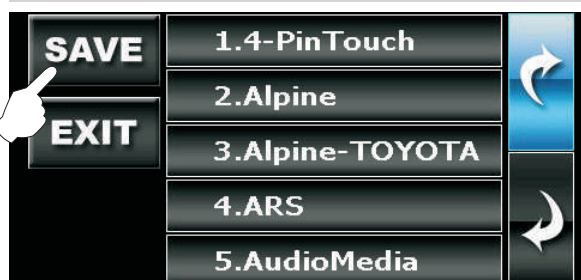 SAVE
EXIT
1.4-PinTouch
2.Alpine
3.Alpine-TOYOTA
4.ARS
5.AudioMedia